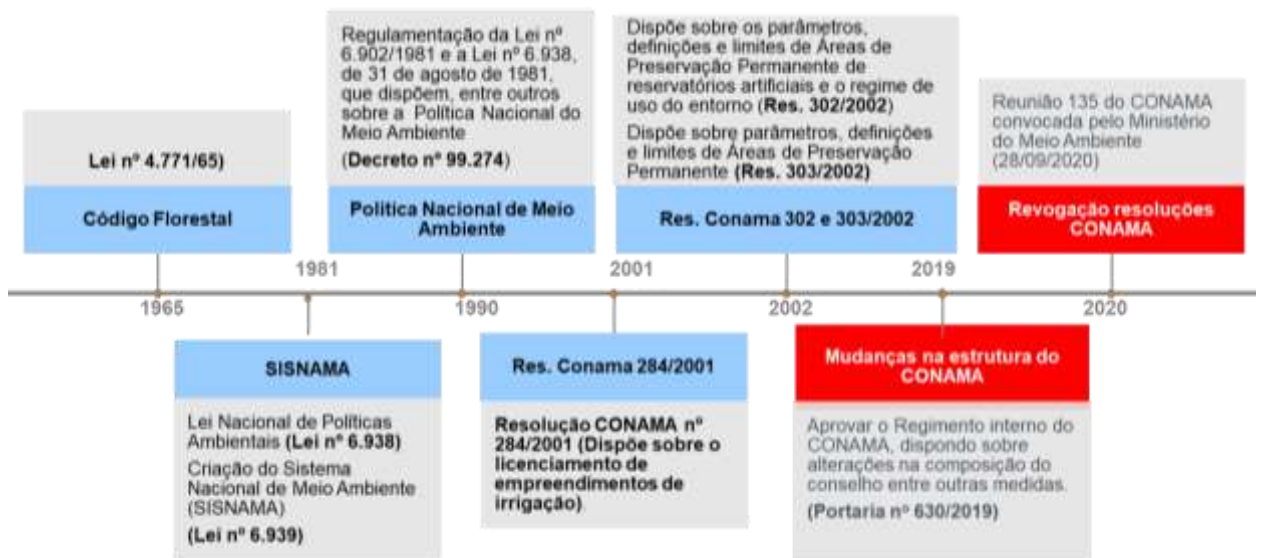 Lei nº 4.771/65)
Código Florestal
Regulamentação da Lei nº
6.902/1981 e a Lei nº 6.938,
de 31 de agosto de 1981,
que dispõem, entre outros
sobre a Política Nacional do
Meio Ambiente
(Decreto nº 99.274)
Politica Nacional de Meio
Ambiente
Dispõe sobre os parâmetros,
definições e limites de Áreas de
Preservação Permanente de
reservatórios artificiais e o regime de
uso do entorno (Res. 302/2002)
Dispõe sobre parâmetros, definições
e limites de Áreas de Preservação
Permanente (Res. 303/2002)
Res. Conama 302 e 303/2002
Reunião 135 do CONAMA
convocada pelo Ministério
do Meio Ambiente
(28/09/2020)
Revogação resoluções
CONAMA
1981
2001
2019
1965
1990
2002
2020
SISNAMA
Lei Nacional de Políticas
Ambientais (Lei nº 6.938)
Criação do Sistema
Nacional de Meio Ambiente
(SISNAMA)
(Lei nº 6.939)
Res. Conama 284/2001
Resolução CONAMA nº
284/2001 (Dispõe sobre o
licenciamento de
empreendimentos de
irrigação)
Mudanças na estrutura do
CONAMA
Aprovar o Regimento interno do
CONAMA, dispondo sobre
alterações na composição do
conselho entre outras medidas.
(Portaria nº 630/2019)